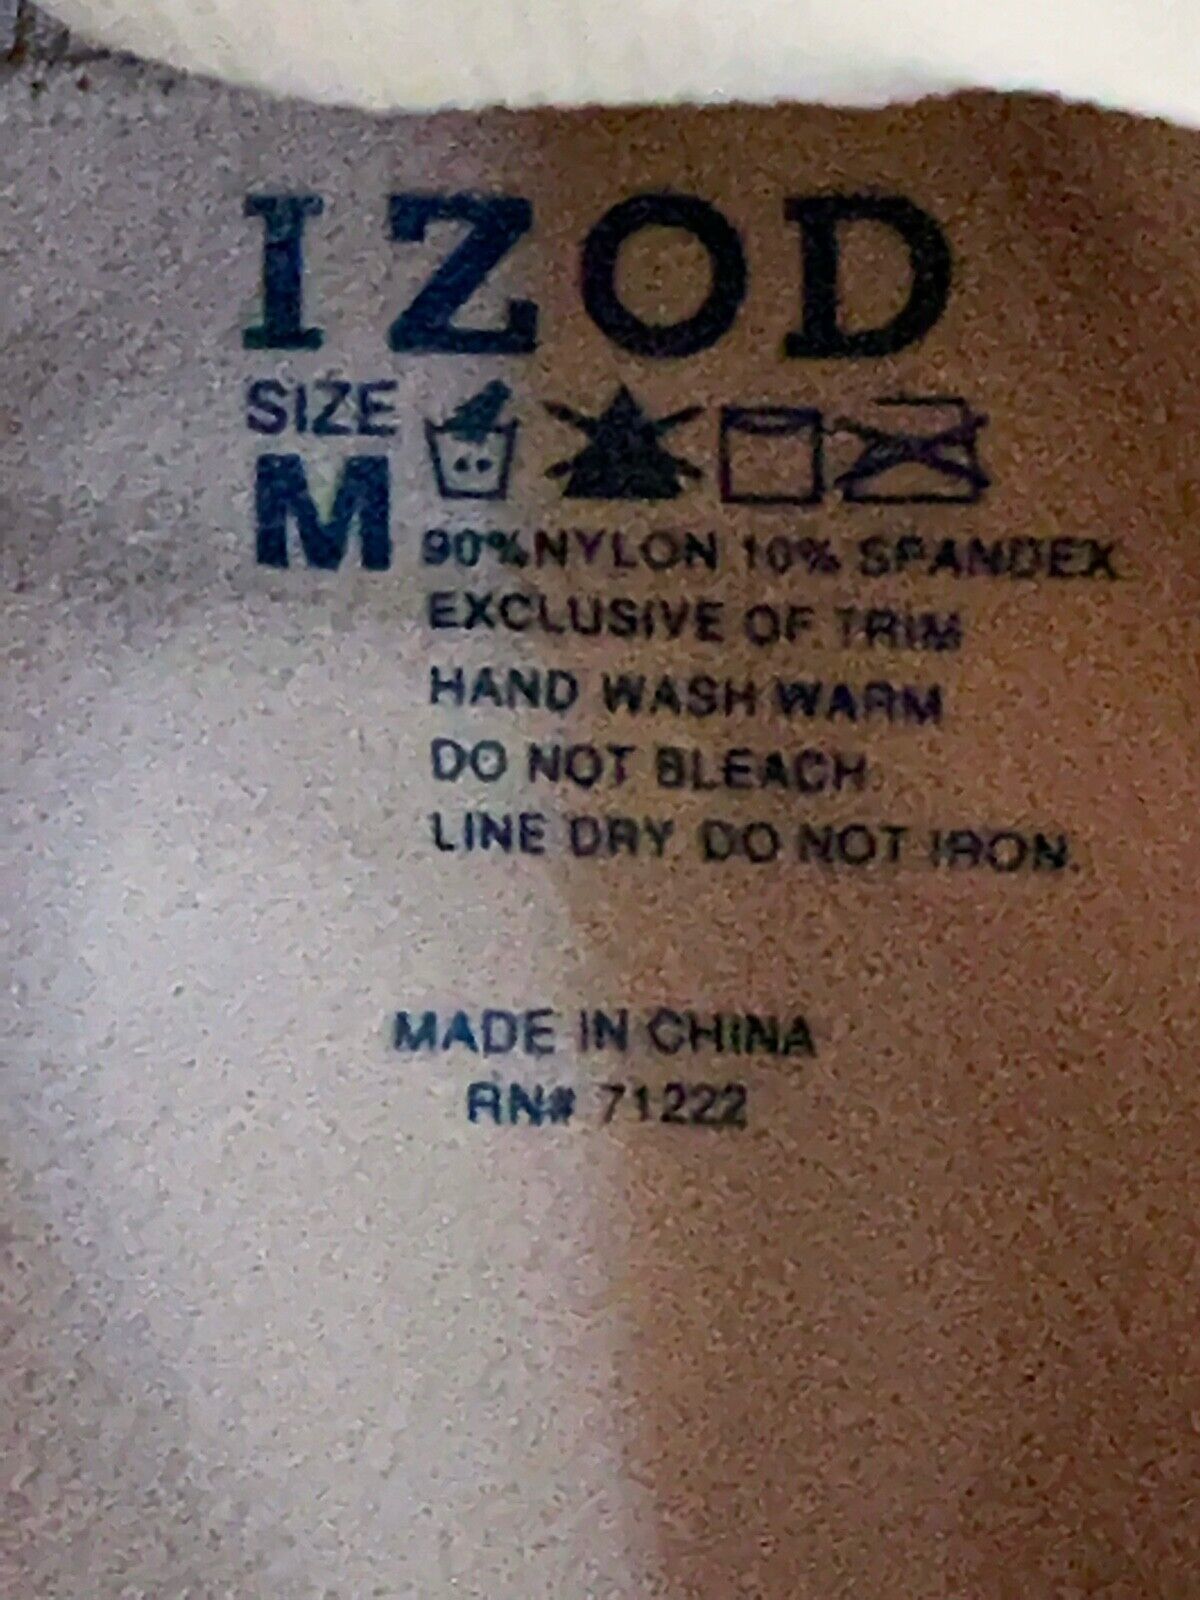 IZOD
SIZE
M
90% NYLON 10% SPANDEX
EXCLUSIVE OF TRIM
HAND WASH WARM
DO NOT BLEACH
LINE DRY DO NOT IRON.
MADE IN CHINA
RN# 71222